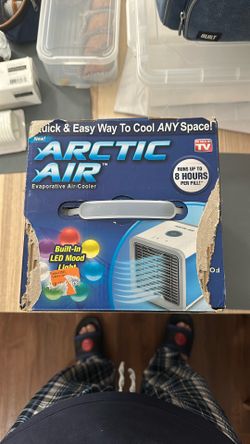 BUILT
Quick & Easy Way To Cool ANY Space!
New!
ARCTIC
AIR™
Evaporative Air Cooler
AS SEEN ON
TV
RUNS UP TO
8 HOURS
PER FILL!*
Built-in
LED Mood
Light